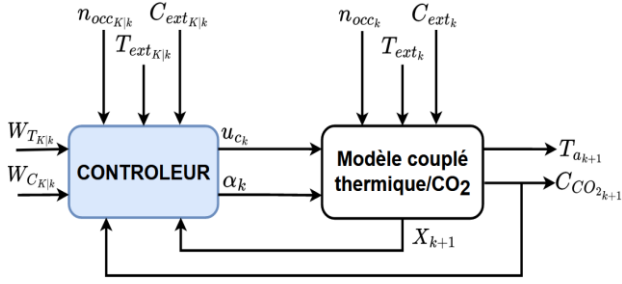 n_{occ_{K|k}} C_{ext_{K|k}}
T_{ext_{K|k}}
n_{occ_k} C_{ext_k}
T_{ext_k}
W_{T_{K|k}}
W_{C_{K|k}}
CONTROLEUR
u_{c_k}
α_k
Modèle couplé
thermique/CO₂
T_{a_{k+1}}
C_{CO_{2_{k+1}}}
X_{k+1}